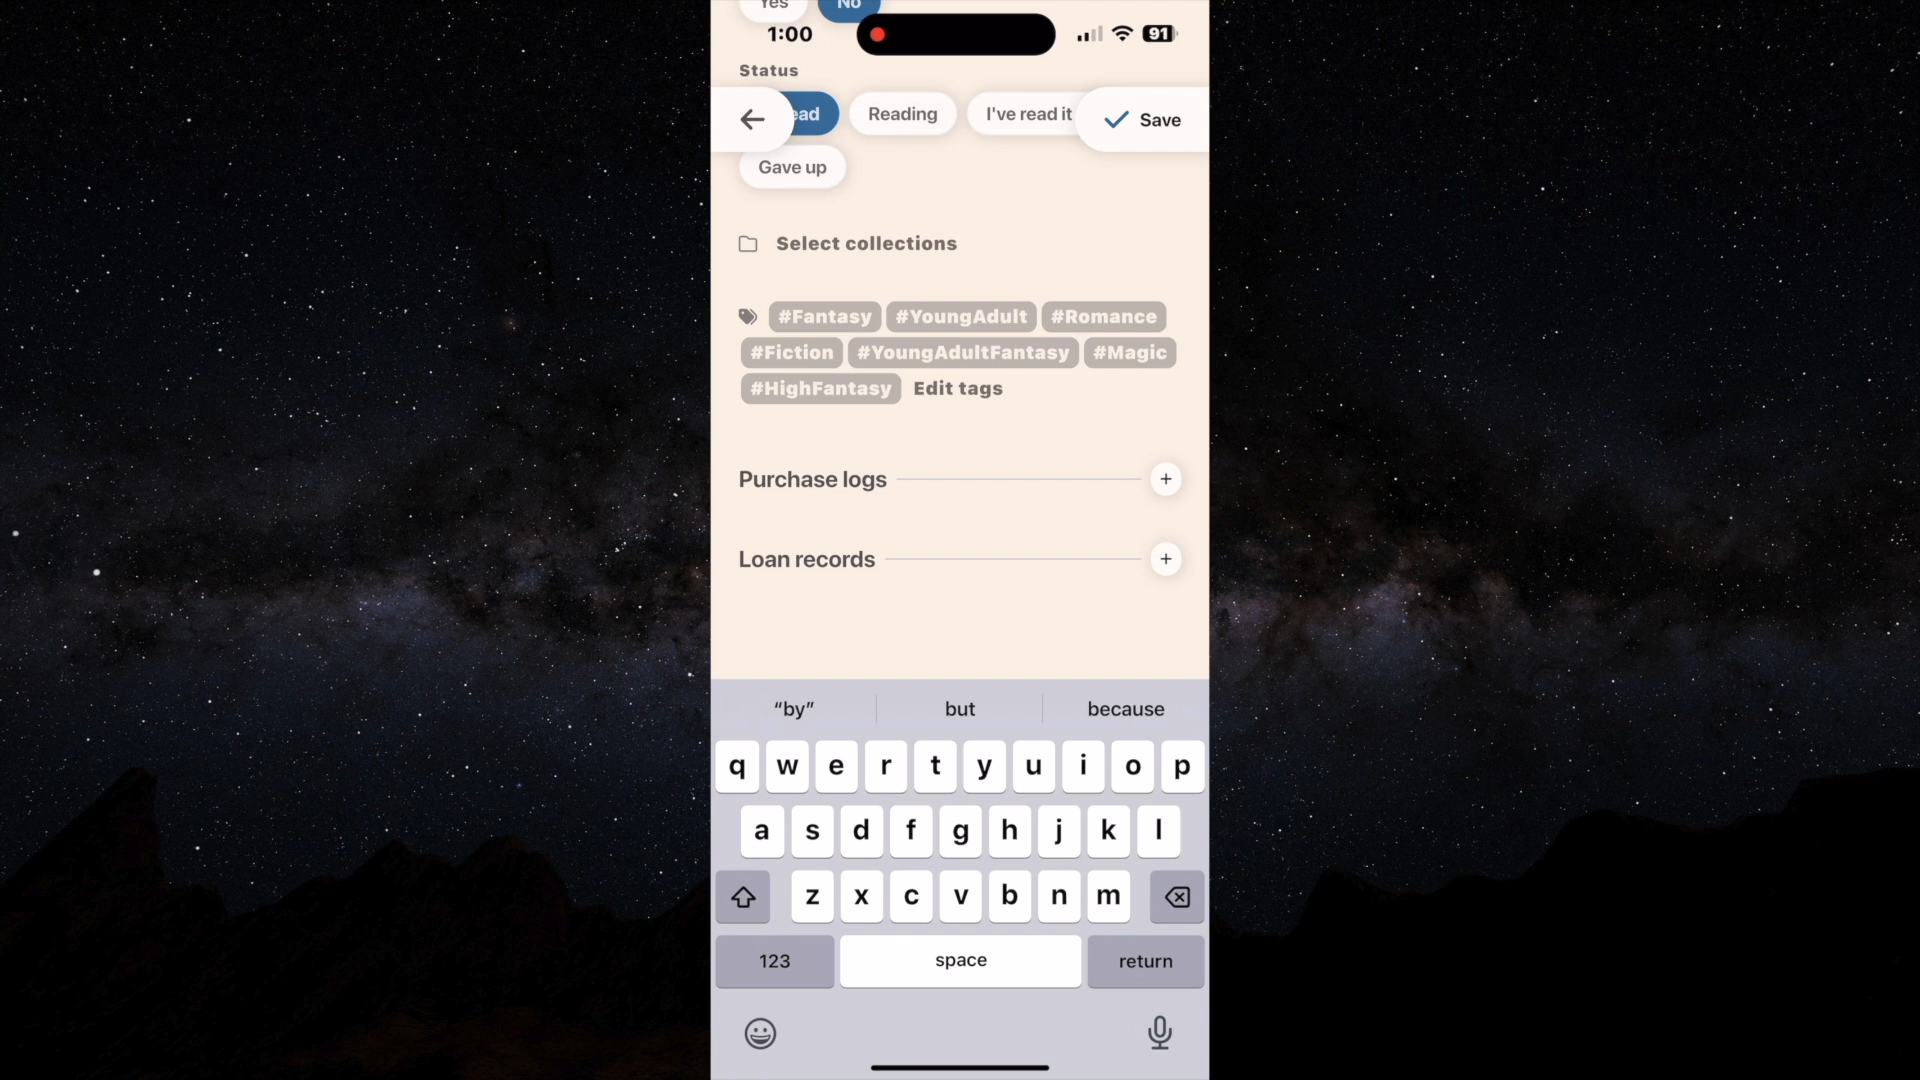 Yes No
1:00 91
Status
ead Reading I've read it Save
Gave up
Select collections
#Fantasy #YoungAdult #Romance
#Fiction #YoungAdultFantasy #Magic
#HighFantasy Edit tags
Purchase logs +
Loan records +
“by” but because
q w e r t y u i o p
a s d f g h j k l
z x c v b n m
123 space return